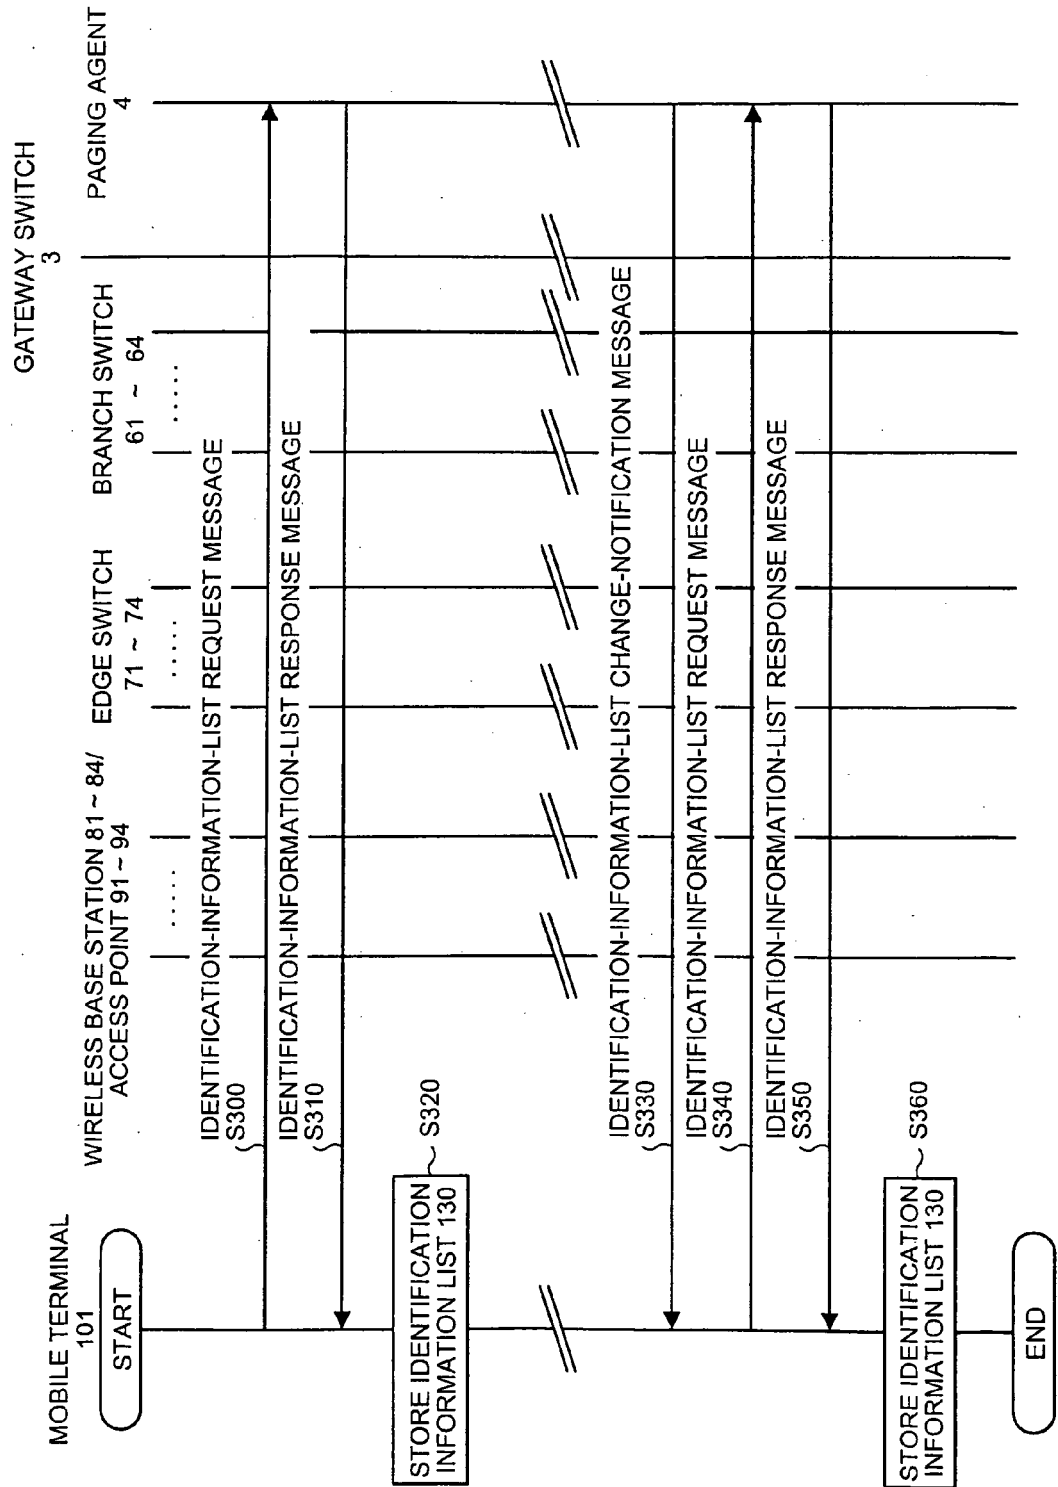 MOBILE TERMINAL
101
WIRELESS BASE STATION 81 ~ 84/
ACCESS POINT 91 ~ 94
.....
EDGE SWITCH
71 ~ 74
.....
BRANCH SWITCH
61 ~ 64
.....
GATEWAY SWITCH
3
PAGING AGENT
4
START
IDENTIFICATION-INFORMATION-LIST REQUEST MESSAGE
S300
IDENTIFICATION-INFORMATION-LIST RESPONSE MESSAGE
S310
STORE IDENTIFICATION
INFORMATION LIST 130
S320
IDENTIFICATION-INFORMATION-LIST CHANGE-NOTIFICATION MESSAGE
S330
IDENTIFICATION-INFORMATION-LIST REQUEST MESSAGE
S340
IDENTIFICATION-INFORMATION-LIST RESPONSE MESSAGE
S350
STORE IDENTIFICATION
INFORMATION LIST 130
S360
END